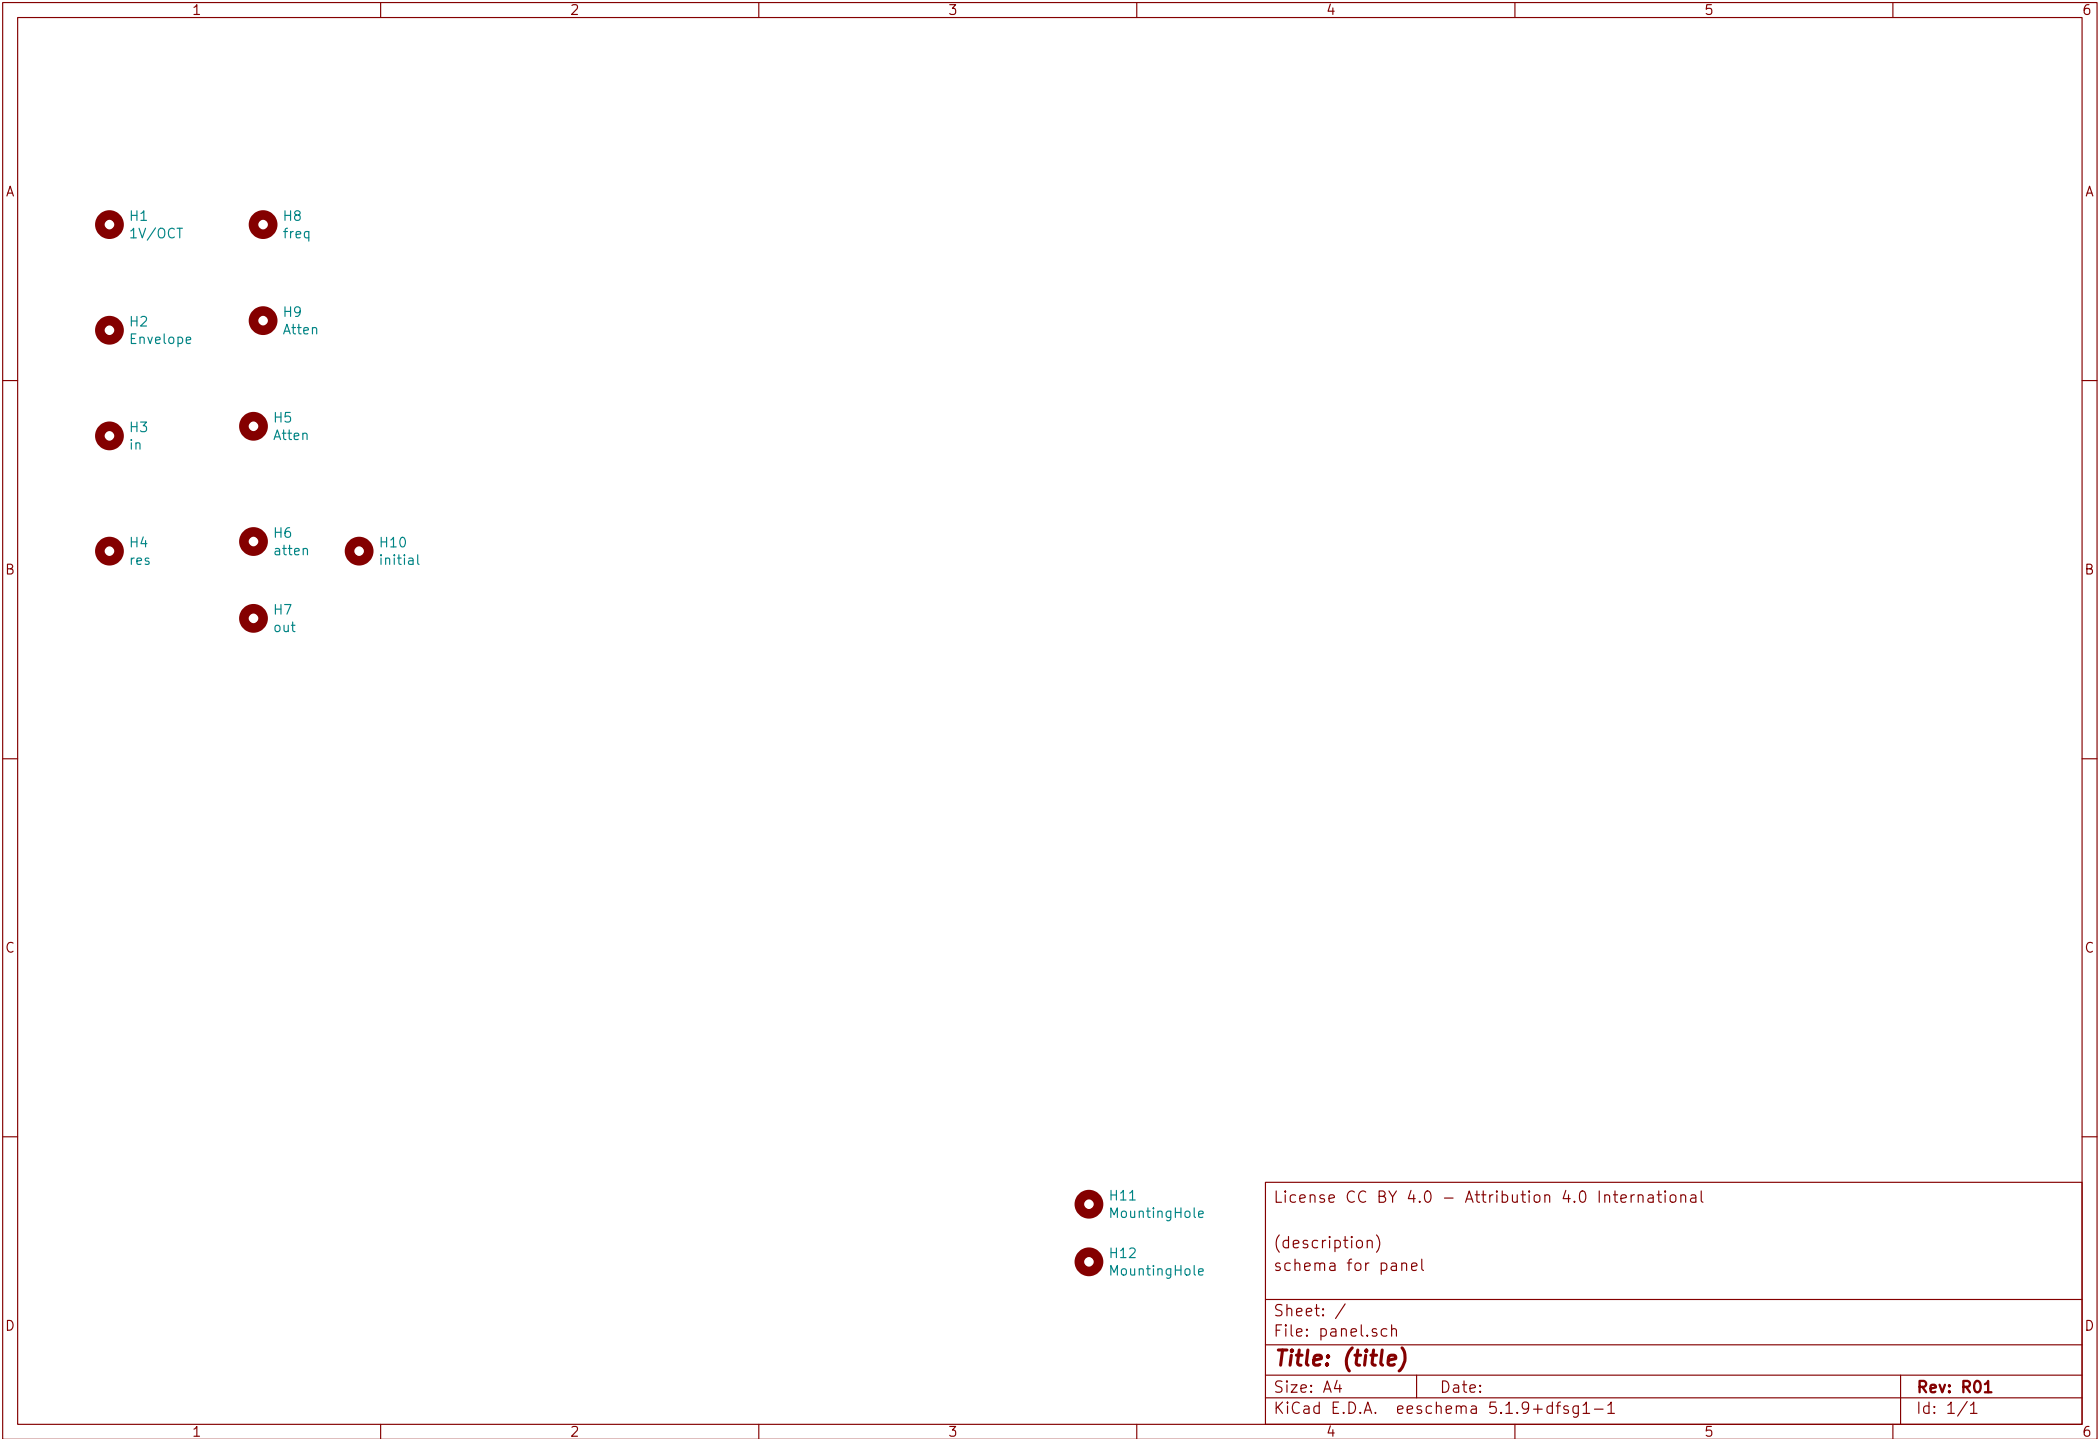 1 2 3 4 5 6
A A
H1
1V/OCT
H8
freq
H2
Envelope
H9
Atten
H3
in
H5
Atten
H4
res
H6
atten
H10
initial
B B
H7
out
C C
H11
MountingHole
H12
MountingHole
License CC BY 4.0 - Attribution 4.0 International
(description)
schema for panel
Sheet: /
File: panel.sch
D D
Title: (title)
Size: A4 Date: Rev: R01
KiCad E.D.A. eeschema 5.1.9+dfsg1-1 Id: 1/1
1 2 3 4 5 6